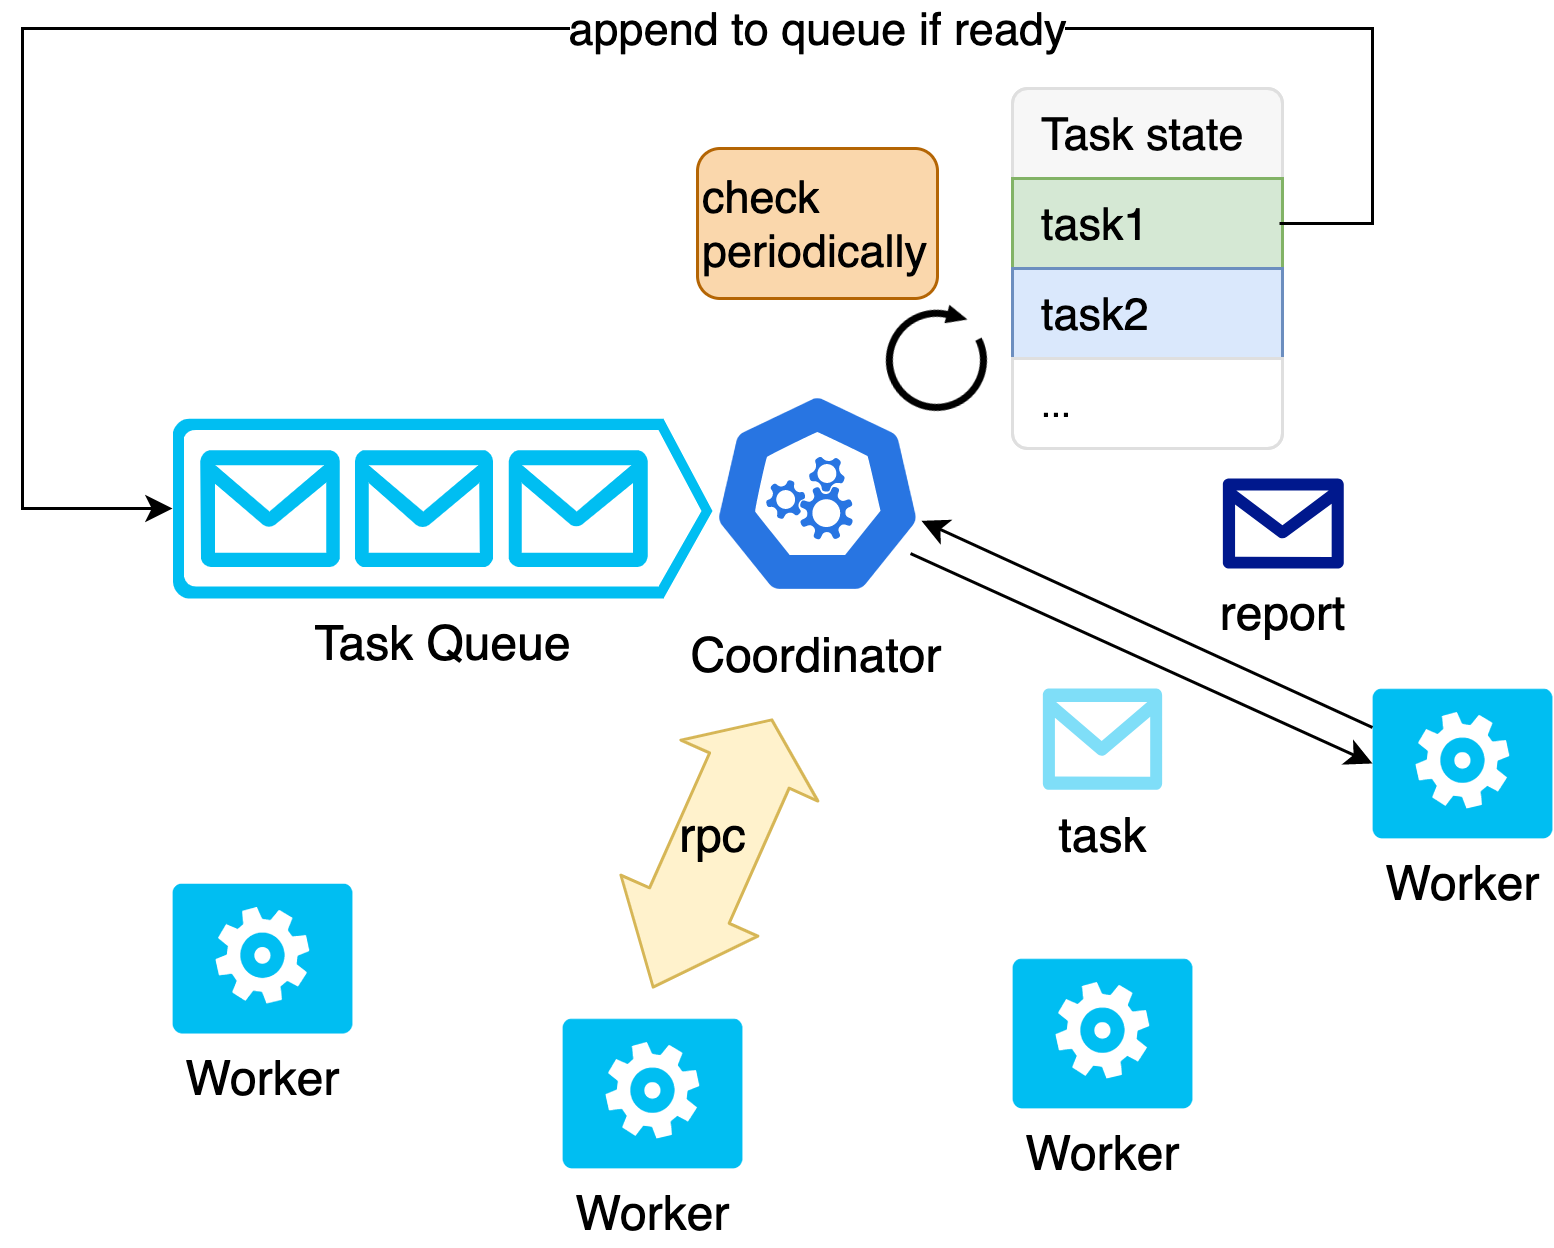 append to queue if ready
Task state
check
periodically
task1
task2
...
Task Queue
Coordinator
report
rpc
task
Worker
Worker
Worker
Worker